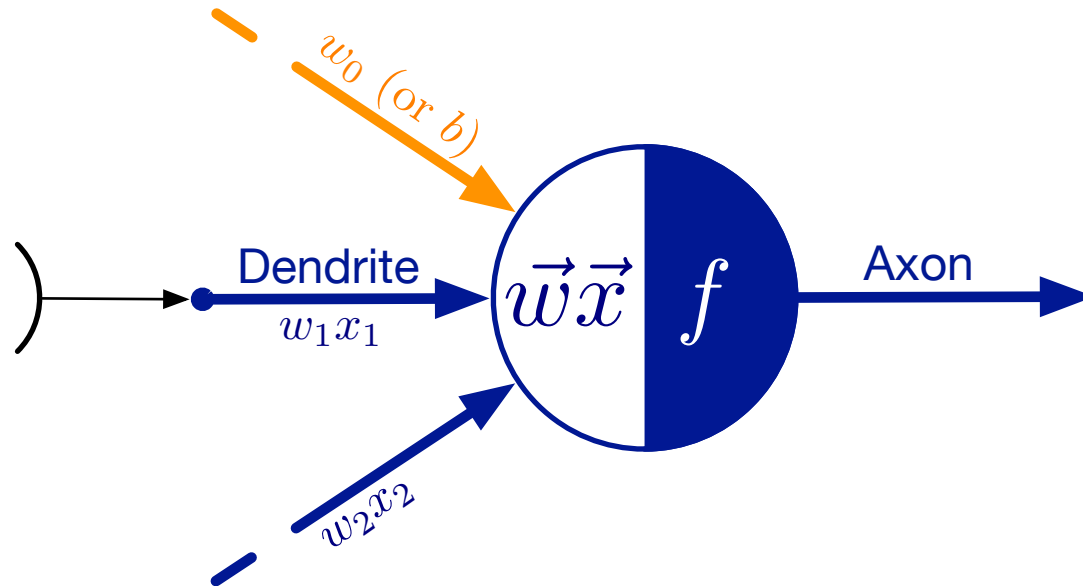 w₀ (or b)
Dendrite
w₁x₁
w⃗x⃗
f
Axon
w₂x₂